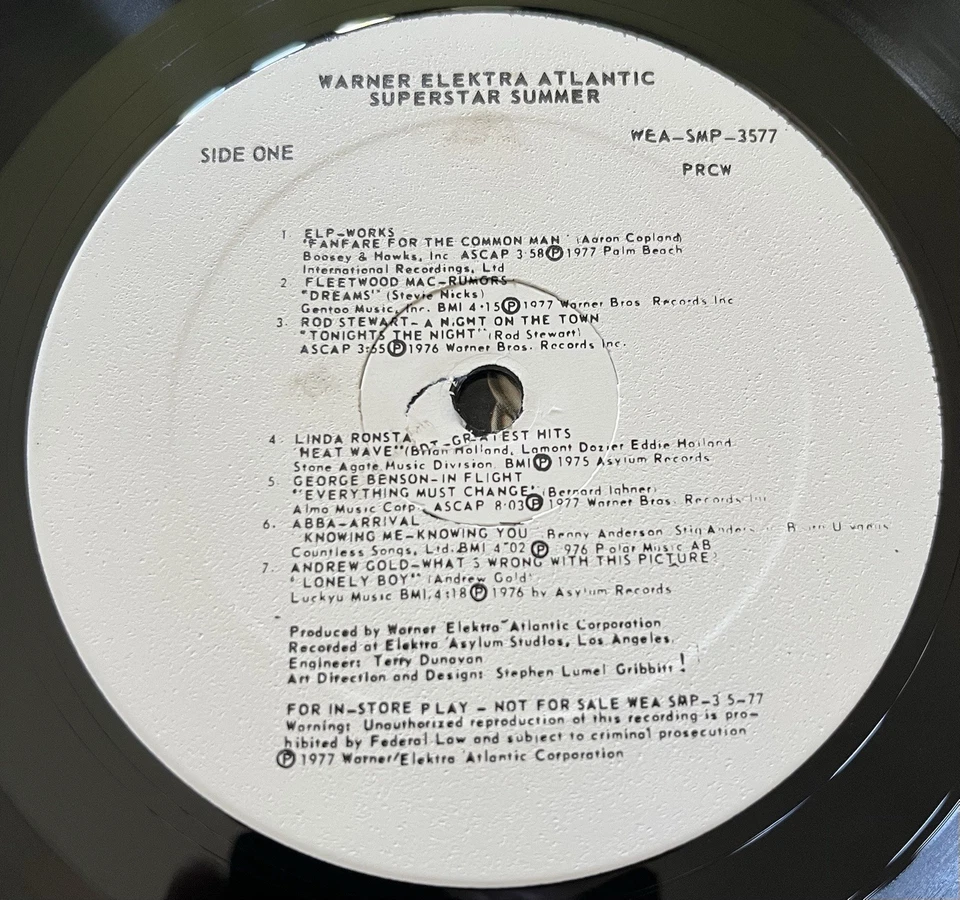 WARNER ELEKTRA ATLANTIC
SUPERSTAR SUMMER
WEA-SMP-3577
SIDE ONE
PRCW
1 ELP-WORKS
"FANFARE FOR THE COMMON MAN" (Aaron Copland)
Boosey & Hawks, Inc ASCAP 3:58 Ⓟ 1977 Palm Beach
International Recordings, Ltd
2 FLEETWOOD MAC-RUMORS
"DREAMS" (Stevie Nicks)
Gentoo Music, Inc. BMI 4:15 Ⓟ 1977 Warner Bros Records Inc
3. ROD STEWART-A NIGHT ON THE TOWN
"TONIGHTS THE NIGHT" (Rod Stewart)
ASCAP 3:55 Ⓟ 1976 Warner Bros. Records Inc.
4. LINDA RONSTADT-GREATEST HITS
"HEAT WAVE" (Brian Holland, Lamont Dozier Eddie Holland
Stone Agate Music Division BMI Ⓟ 1975 Asylum Records
5. GEORGE BENSON-IN FLIGHT
"EVERYTHING MUST CHANGE" (Bernard Ighner)
Almo Music Corp. ASCAP 8:03 Ⓟ 1977 Warner Bros. Records Inc
6. ABBA-ARRIVAL
KNOWING ME-KNOWING YOU Benny Anderson Stig
Countless Songs, Ltd. BMI 4:02 Ⓟ 976 Polar Music AB
7. ANDREW GOLD-WHAT S WRONG WITH THIS PICTURE?
"LONELY BOY" (Andrew Gold)
Luckyu Music BMI, 4:18 Ⓟ 1976 by Asylum Records
Produced by Warner Elektra Atlantic Corporation
Recorded at Elektra Asylum Studios, Los Angeles.
Engineer: Terry Dunavan
Art Direction and Design: Stephen Lumel Gribbitt!
FOR IN-STORE PLAY - NOT FOR SALE WEA SMP-3 5-77
Warning: Unauthorized reproduction of this recording is pro-
hibited by Federal Law and subject to criminal prosecution
Ⓟ 1977 Warner/Elektra Atlantic Corporation